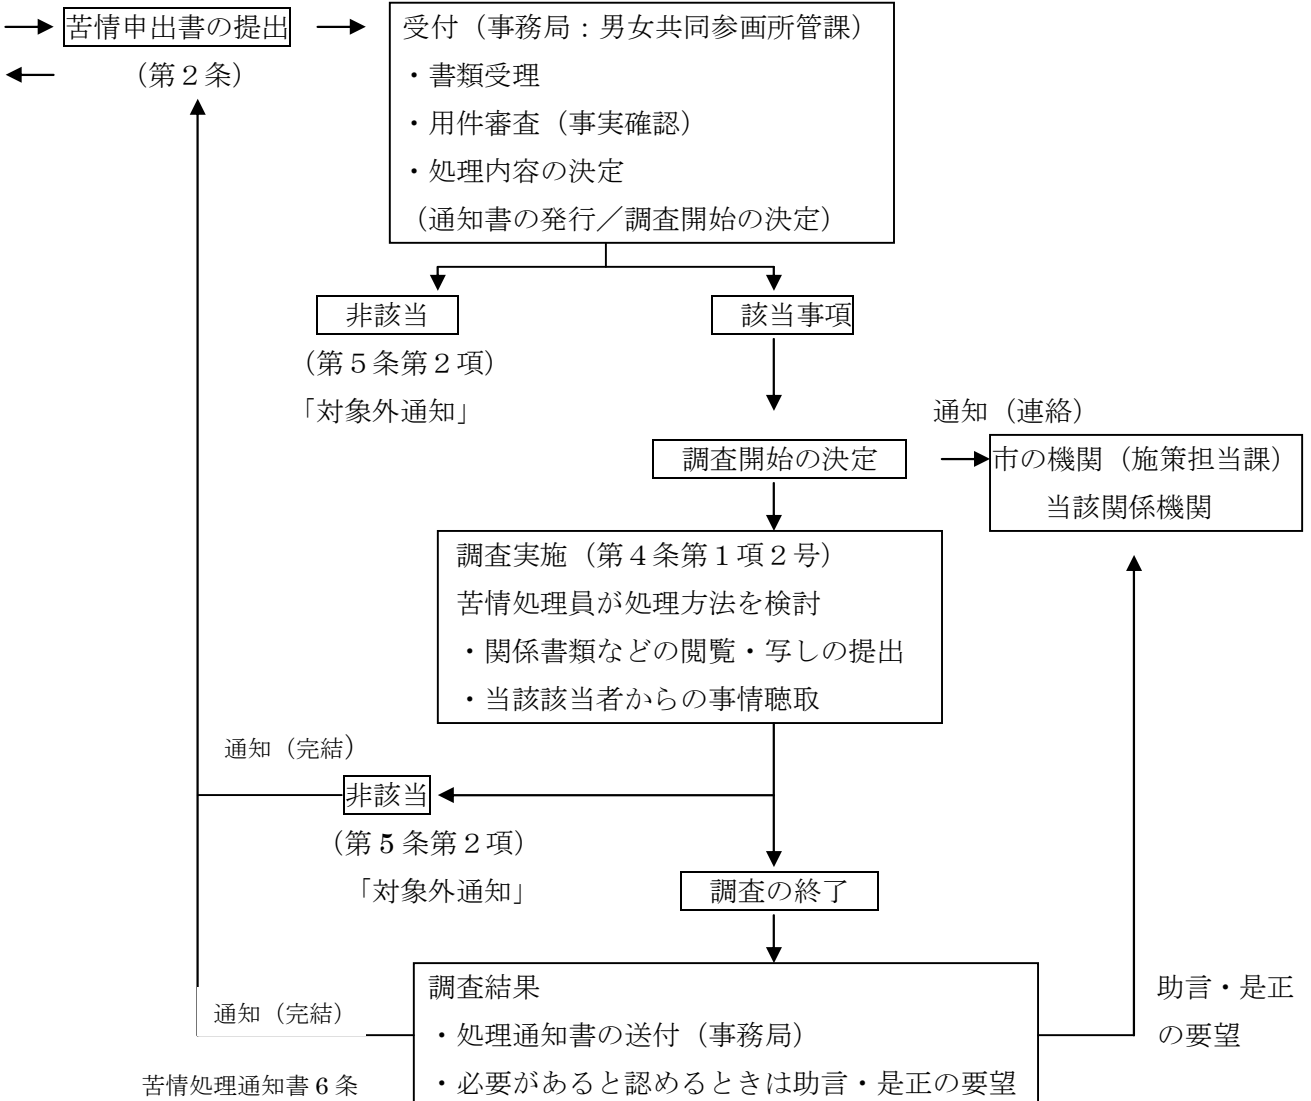 苦情申出書の提出
（第２条）
受付（事務局：男女共同参画所管課）
・書類受理
・用件審査（事実確認）
・処理内容の決定
（通知書の発行／調査開始の決定）
非該当
該当事項
（第５条第２項）
「対象外通知」
通知（連絡）
調査開始の決定
市の機関（施策担当課）
当該関係機関
調査実施（第４条第１項２号）
苦情処理員が処理方法を検討
・関係書類などの閲覧・写しの提出
・当該該当者からの事情聴取
通知（完結）
非該当
（第5条第２項）
「対象外通知」
調査の終了
調査結果
・処理通知書の送付（事務局）
・必要があると認めるときは助言・是正の要望
助言・是正
の要望
通知（完結）
苦情処理通知書6条